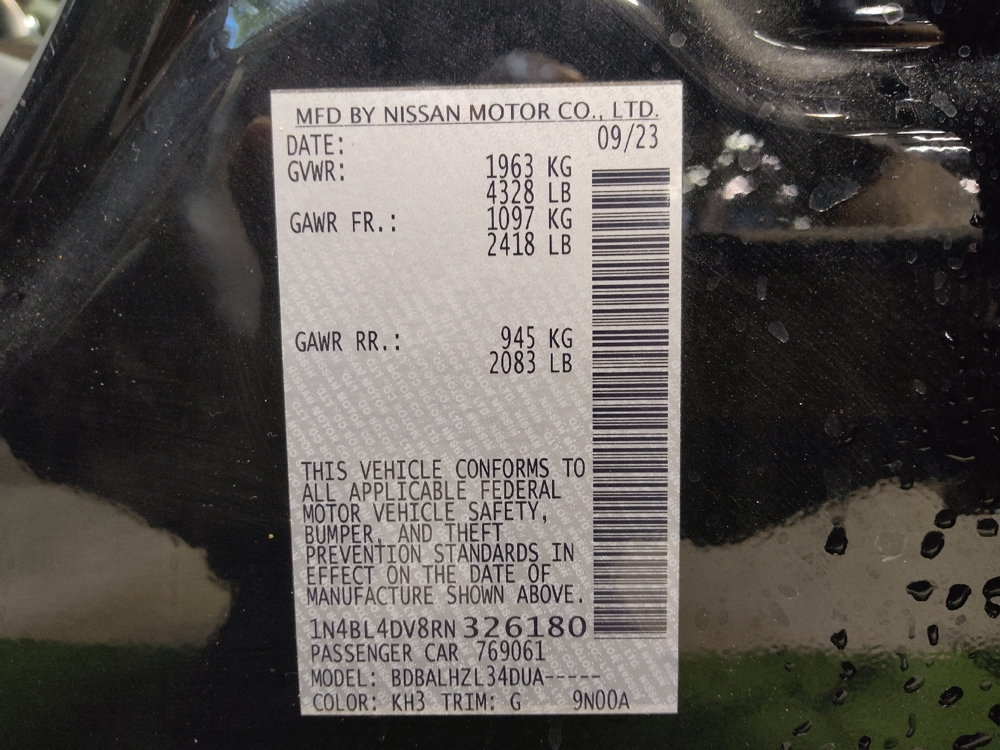 MFD BY NISSAN MOTOR CO., LTD.
DATE: 09/23
GVWR: 1963 KG
4328 LB
GAWR FR.: 1097 KG
2418 LB
GAWR RR.: 945 KG
2083 LB
THIS VEHICLE CONFORMS TO
ALL APPLICABLE FEDERAL
MOTOR VEHICLE SAFETY,
BUMPER, AND THEFT
PREVENTION STANDARDS IN
EFFECT ON THE DATE OF
MANUFACTURE SHOWN ABOVE.
1N4BL4DV8RN326180
PASSENGER CAR 769061
MODEL: BDBALHZL34DUA-----
COLOR: KH3 TRIM: G 9N00A